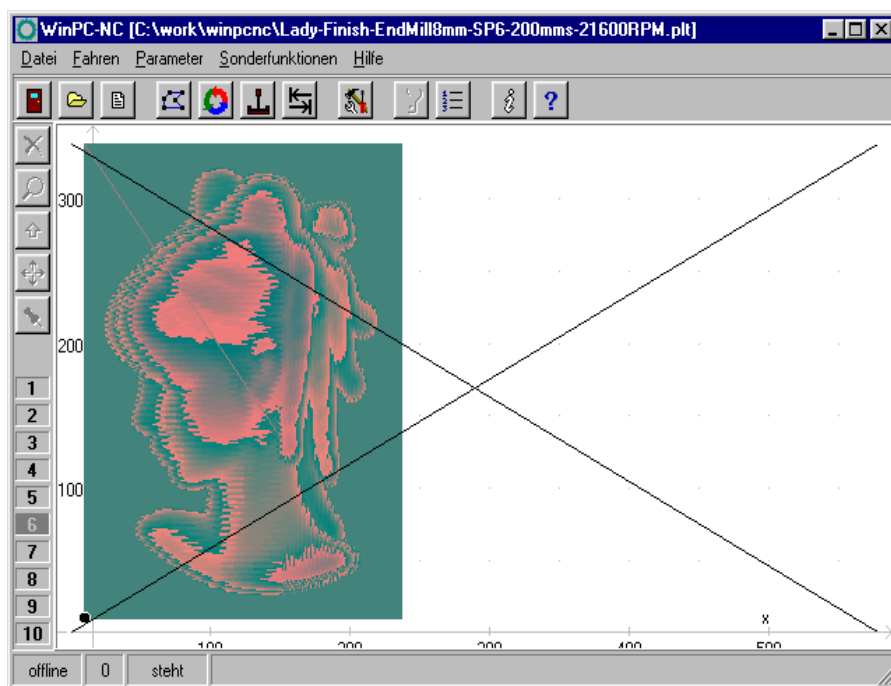 WinPC-NC [C:\work\winpcnc\Lady-Finish-EndMill8mm-SP6-200mms-21600RPM.plt]
Datei Fahren Parameter Sonderfunktionen Hilfe
300
200
1
2
3
4
100
5
6
7
8
9
x
10
100 200 300 400 500
offline 0 steht